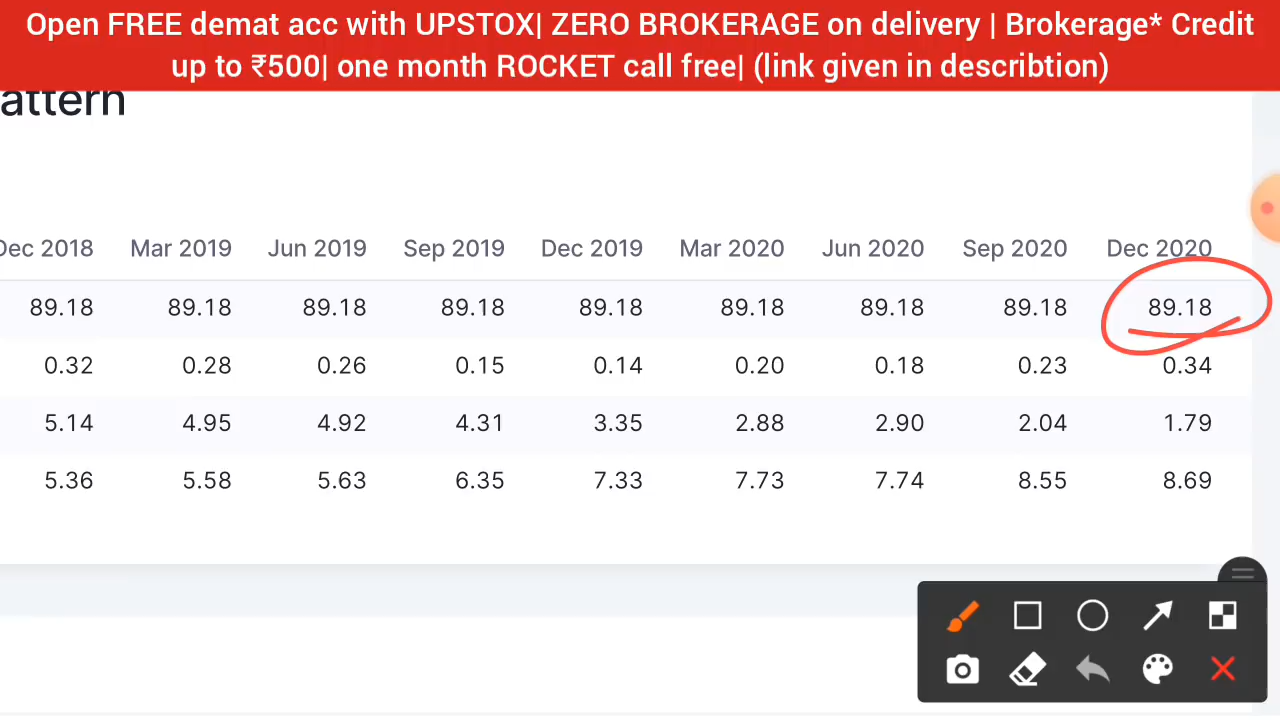 Open FREE demat acc with UPSTOX| ZERO BROKERAGE on delivery | Brokerage* Credit
up to ₹500| one month ROCKET call free| (link given in describtion)
attern
Dec 2018 Mar 2019 Jun 2019 Sep 2019 Dec 2019 Mar 2020 Jun 2020 Sep 2020 Dec 2020
89.18 89.18 89.18 89.18 89.18 89.18 89.18 89.18 89.18
0.32 0.28 0.26 0.15 0.14 0.20 0.18 0.23 0.34
5.14 4.95 4.92 4.31 3.35 2.88 2.90 2.04 1.79
5.36 5.58 5.63 6.35 7.33 7.73 7.74 8.55 8.69